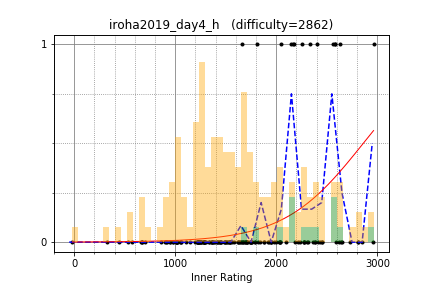 iroha2019_day4_h (difficulty=2862)
1
0
0 1000 2000 3000
Inner Rating